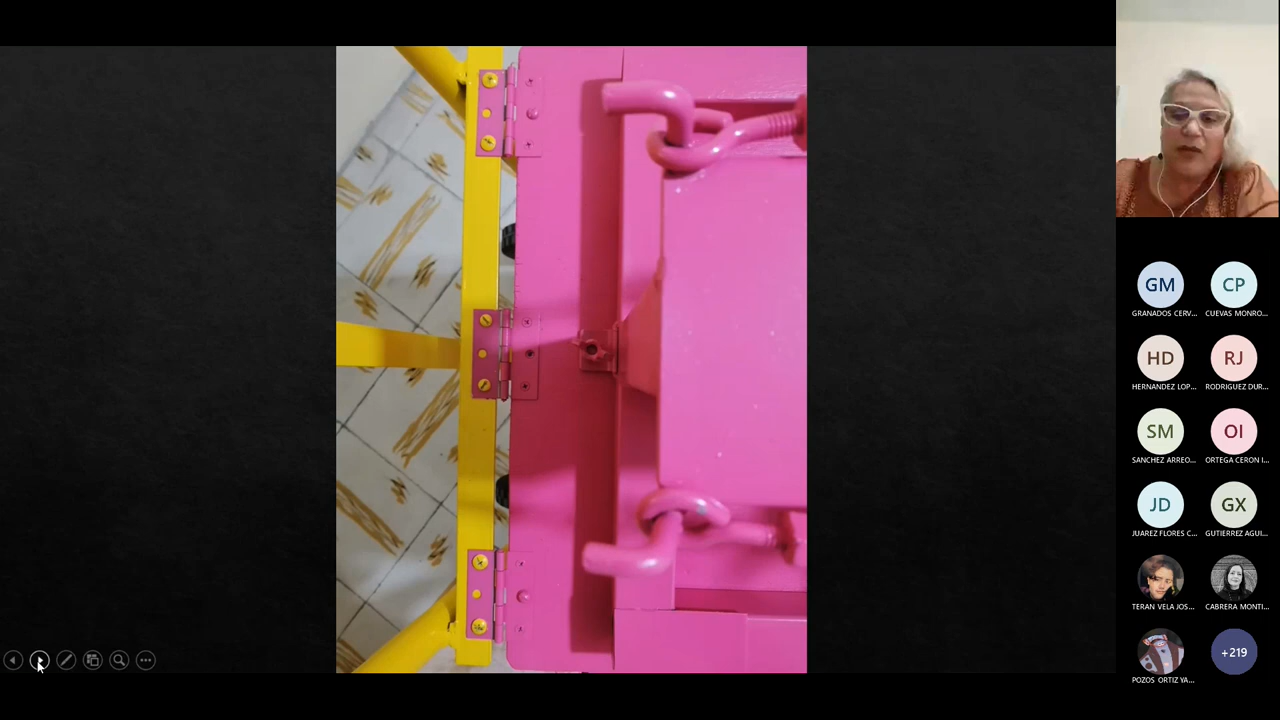 GM
CP
GRANADOS CERV...
CUEVAS MONRO...
HD
RJ
HERNANDEZ LOP...
RODRIGUEZ DUR...
SM
OI
SANCHEZ ARREO...
ORTEGA CERON I...
JD
GX
JUAREZ FLORES C...
GUTIERREZ AGUI...
TERAN VELA JOS...
CABRERA MONTI...
+219
POZOS ORTIZ YA...